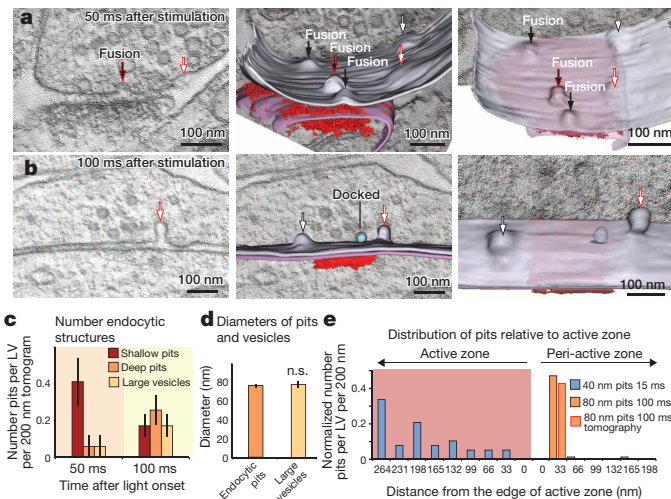 a
50 ms after stimulation
Fusion
100 nm
Fusion
Fusion
Fusion
100 nm
Fusion
Fusion
Fusion
100 nm
b
100 ms after stimulation
100 nm
Docked
100 nm
100 nm
c
Number endocytic
structures
Shallow pits
Deep pits
Large vesicles
Number pits per LV
per 200 nm tomogram
0.4
0.2
0
50 ms
100 ms
Time after light onset
d
Diameters of pits
and vesicles
n.s.
Diameter (nm)
80
60
40
20
0
Endocytic
pits
Large
vesicles
e
Distribution of pits relative to active zone
Active zone
Peri-active zone
Normalized number
pits per LV per 200 nm
0.4
0.2
0
40 nm pits 15 ms
80 nm pits 100 ms
80 nm pits 100 ms
tomography
264 231 198 165 132 99 66 33 0
0 33 66 99 132 165 198
Distance from the edge of active zone (nm)